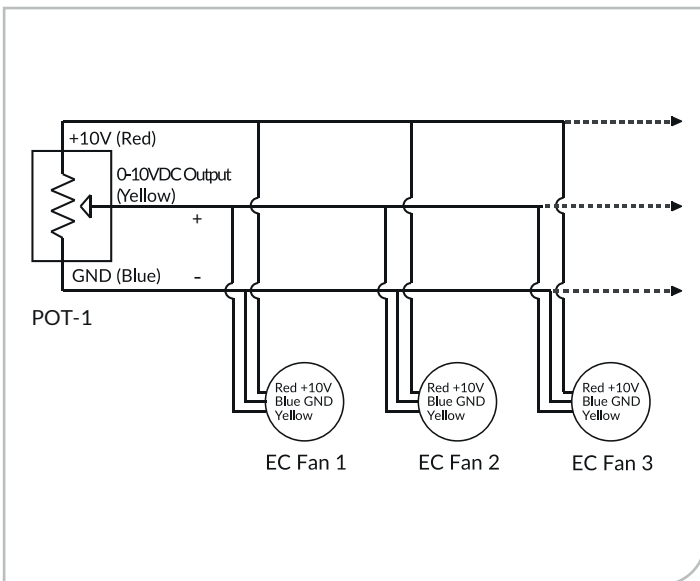 +10V (Red)
0-10VDC Output
(Yellow)
+
GND (Blue)
-
POT-1
Red +10V
Blue GND
Yellow
EC Fan 1
Red +10V
Blue GND
Yellow
EC Fan 2
Red +10V
Blue GND
Yellow
EC Fan 3